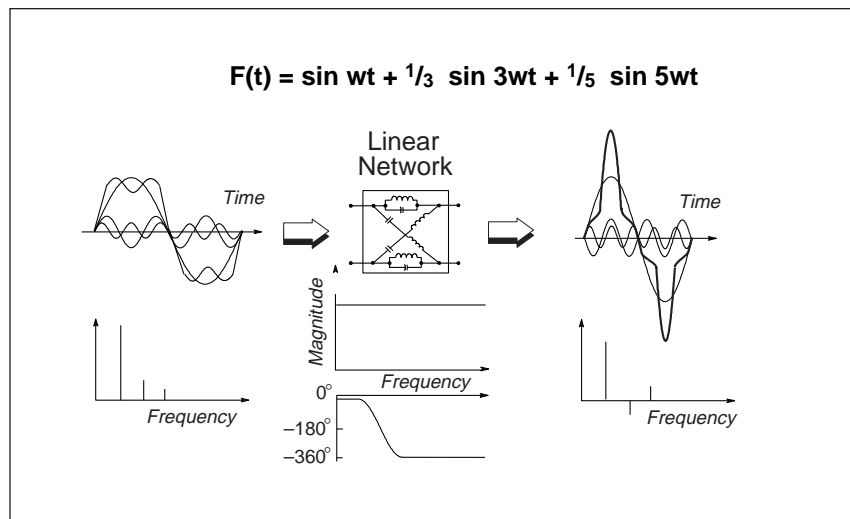 F(t) = sin wt + 1/3 sin 3wt + 1/5 sin 5wt
Linear
Network
Time
Time
Magnitude
Frequency
Frequency
Frequency
0°
–180°
–360°